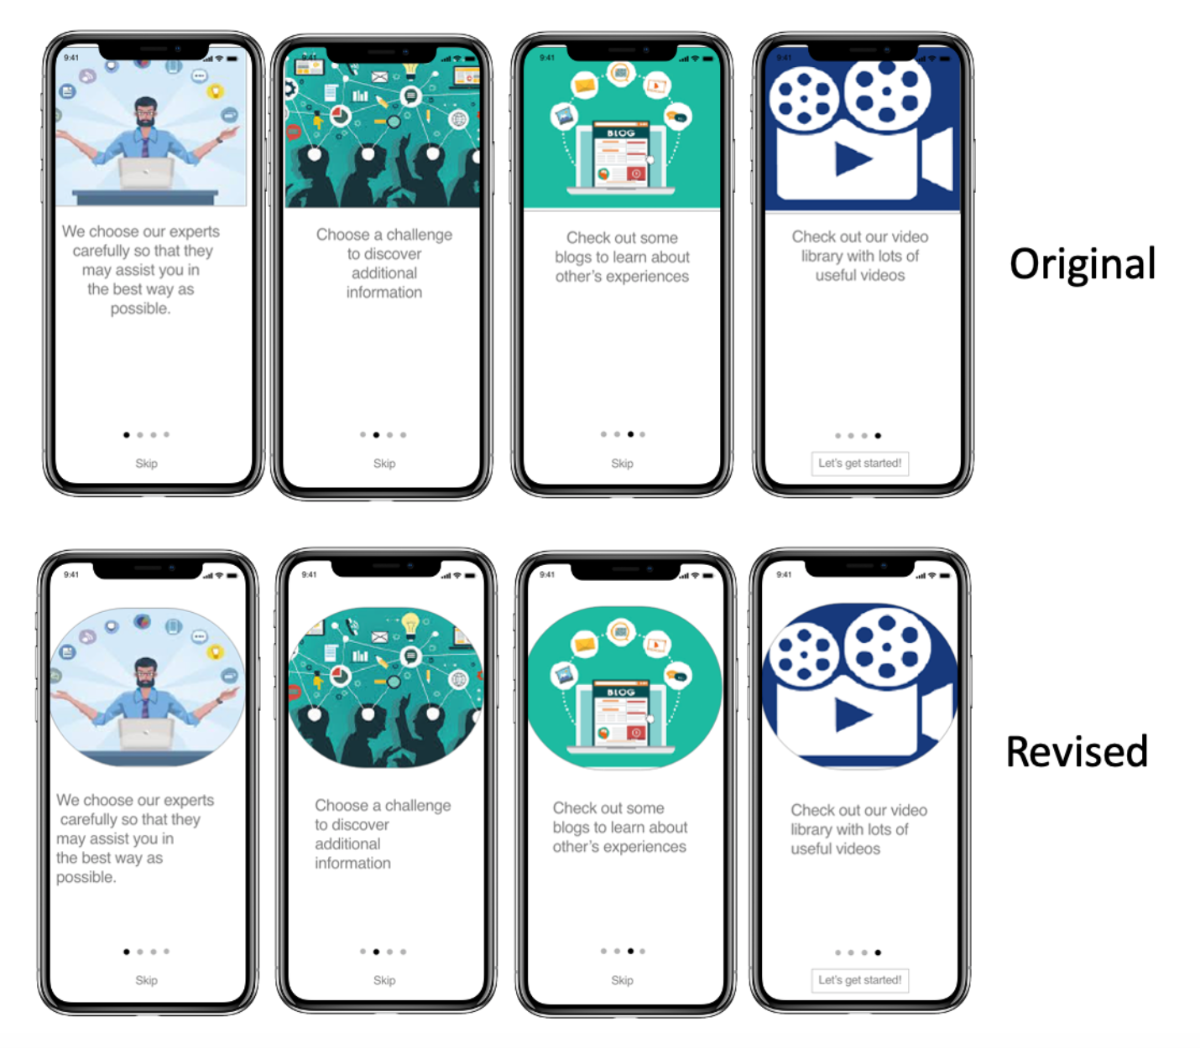 9:41
9:41
9:41
9:41
BLOG
We choose our experts
carefully so that they
may assist you in
the best way as
possible.
Choose a challenge
to discover
additional
information
Check out some
blogs to learn about
other's experiences
Check out our video
library with lots of
useful videos
Original
Skip
Skip
Skip
Let's get started!
9:41
9:41
9:41
9:41
BLOG
We choose our experts
carefully so that they
may assist you in
the best way as
possible.
Choose a challenge
to discover
additional
information
Check out some
blogs to learn about
other's experiences
Check out our video
library with lots of
useful videos
Revised
Skip
Skip
Skip
Let's get started!